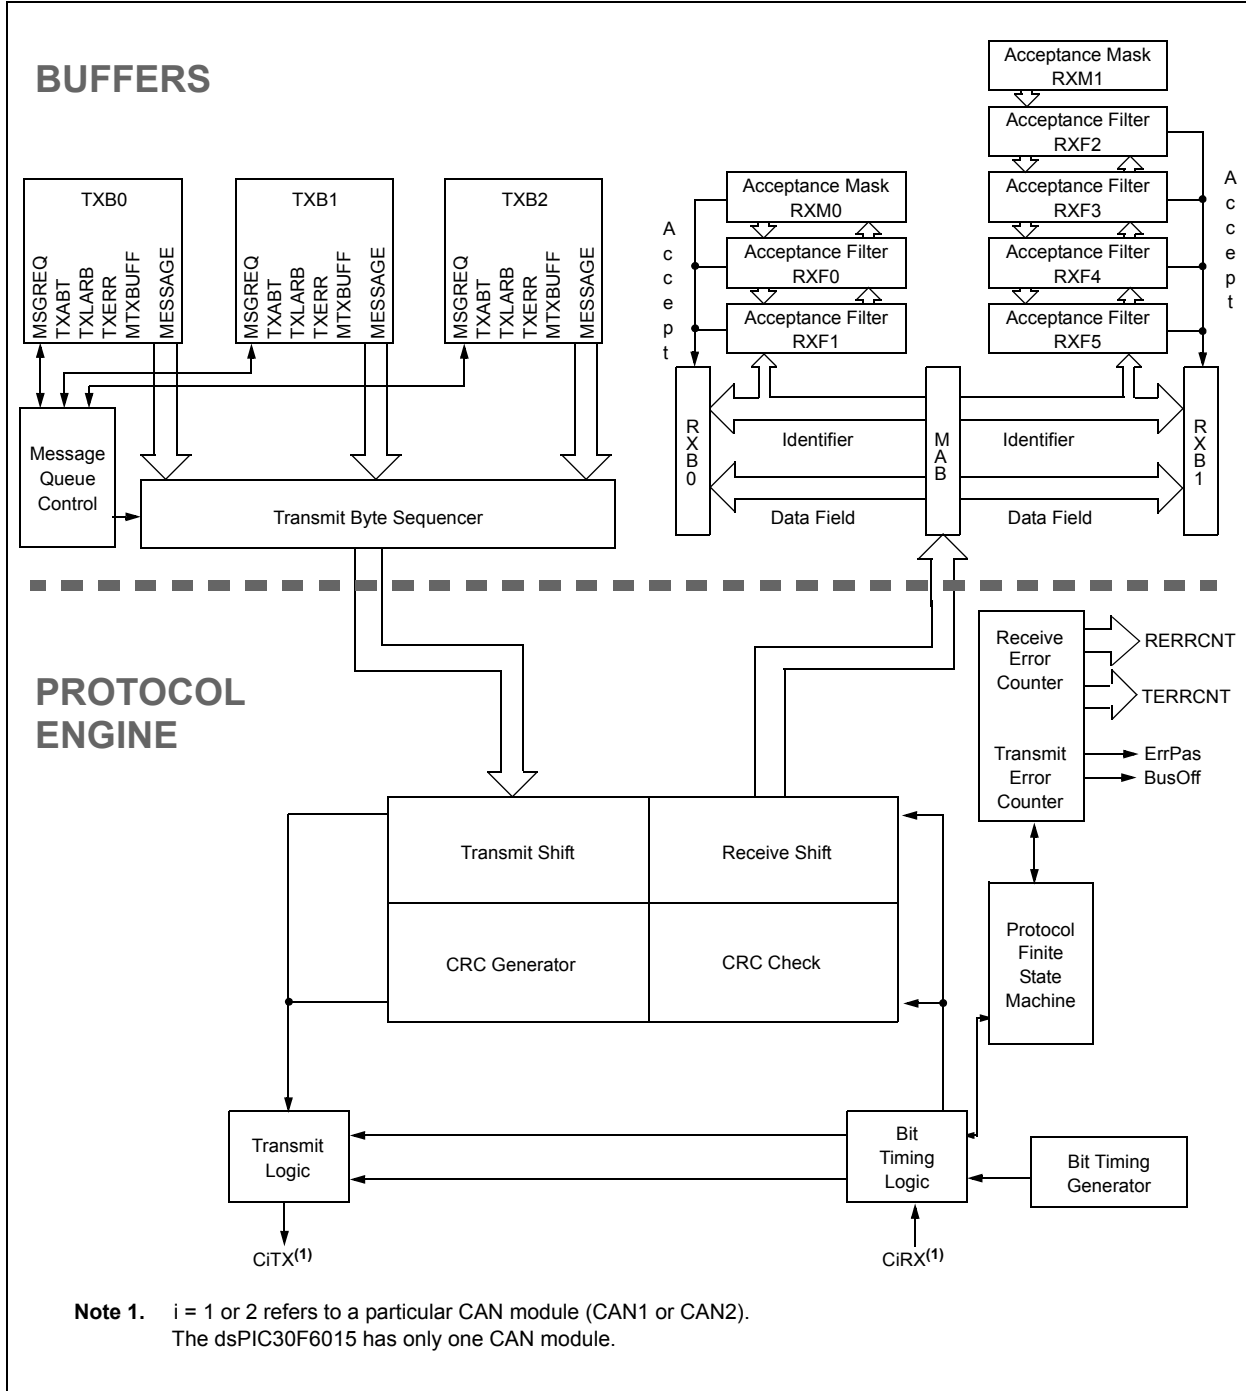 BUFFERS
Acceptance Mask
RXM1
Acceptance Filter
RXF2
Acceptance Filter
RXF3
Acceptance Filter
RXF4
Acceptance Filter
RXF5
Accept
Acceptance Mask
RXM0
Acceptance Filter
RXF0
Acceptance Filter
RXF1
Accept
TXB0
MSGREQ
TXABT
TXLARB
TXERR
MTXBUFF
MESSAGE
TXB1
MSGREQ
TXABT
TXLARB
TXERR
MTXBUFF
MESSAGE
TXB2
MSGREQ
TXABT
TXLARB
TXERR
MTXBUFF
MESSAGE
Message
Queue
Control
Transmit Byte Sequencer
RXB0
Identifier
Data Field
MAB
Identifier
Data Field
RXB1
PROTOCOL
ENGINE
Receive
Error
Counter
Transmit
Error
Counter
RERRCNT
TERRCNT
ErrPas
BusOff
Transmit Shift
Receive Shift
CRC Generator
CRC Check
Protocol
Finite
State
Machine
Transmit
Logic
Bit
Timing
Logic
Bit Timing
Generator
CiTX(1)
CiRX(1)
Note 1. i = 1 or 2 refers to a particular CAN module (CAN1 or CAN2).
The dsPIC30F6015 has only one CAN module.